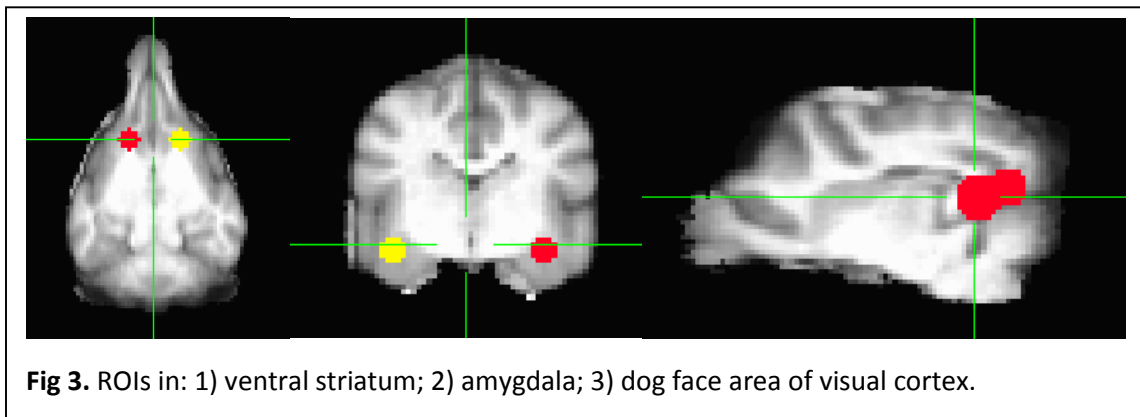 Fig 3. ROIs in: 1) ventral striatum; 2) amygdala; 3) dog face area of visual cortex.